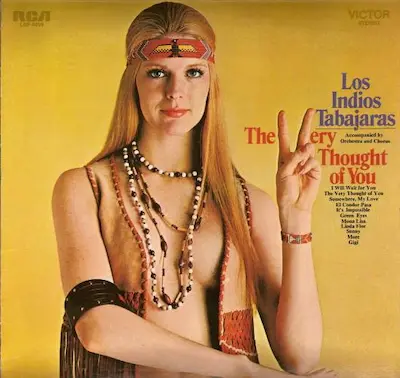 RCA
VICTOR
STEREO
Los
Indios
Tabajaras
Accompanied by
Orchestra and Chorus
The ery
Thought
of You
I Will Wait for You
The Very Thought of You
Somewhere, My Love
El Condor Pasa
It's Impossible
Green Eyes
Mona Lisa
Linda Flor
Sunny
More
Gigi